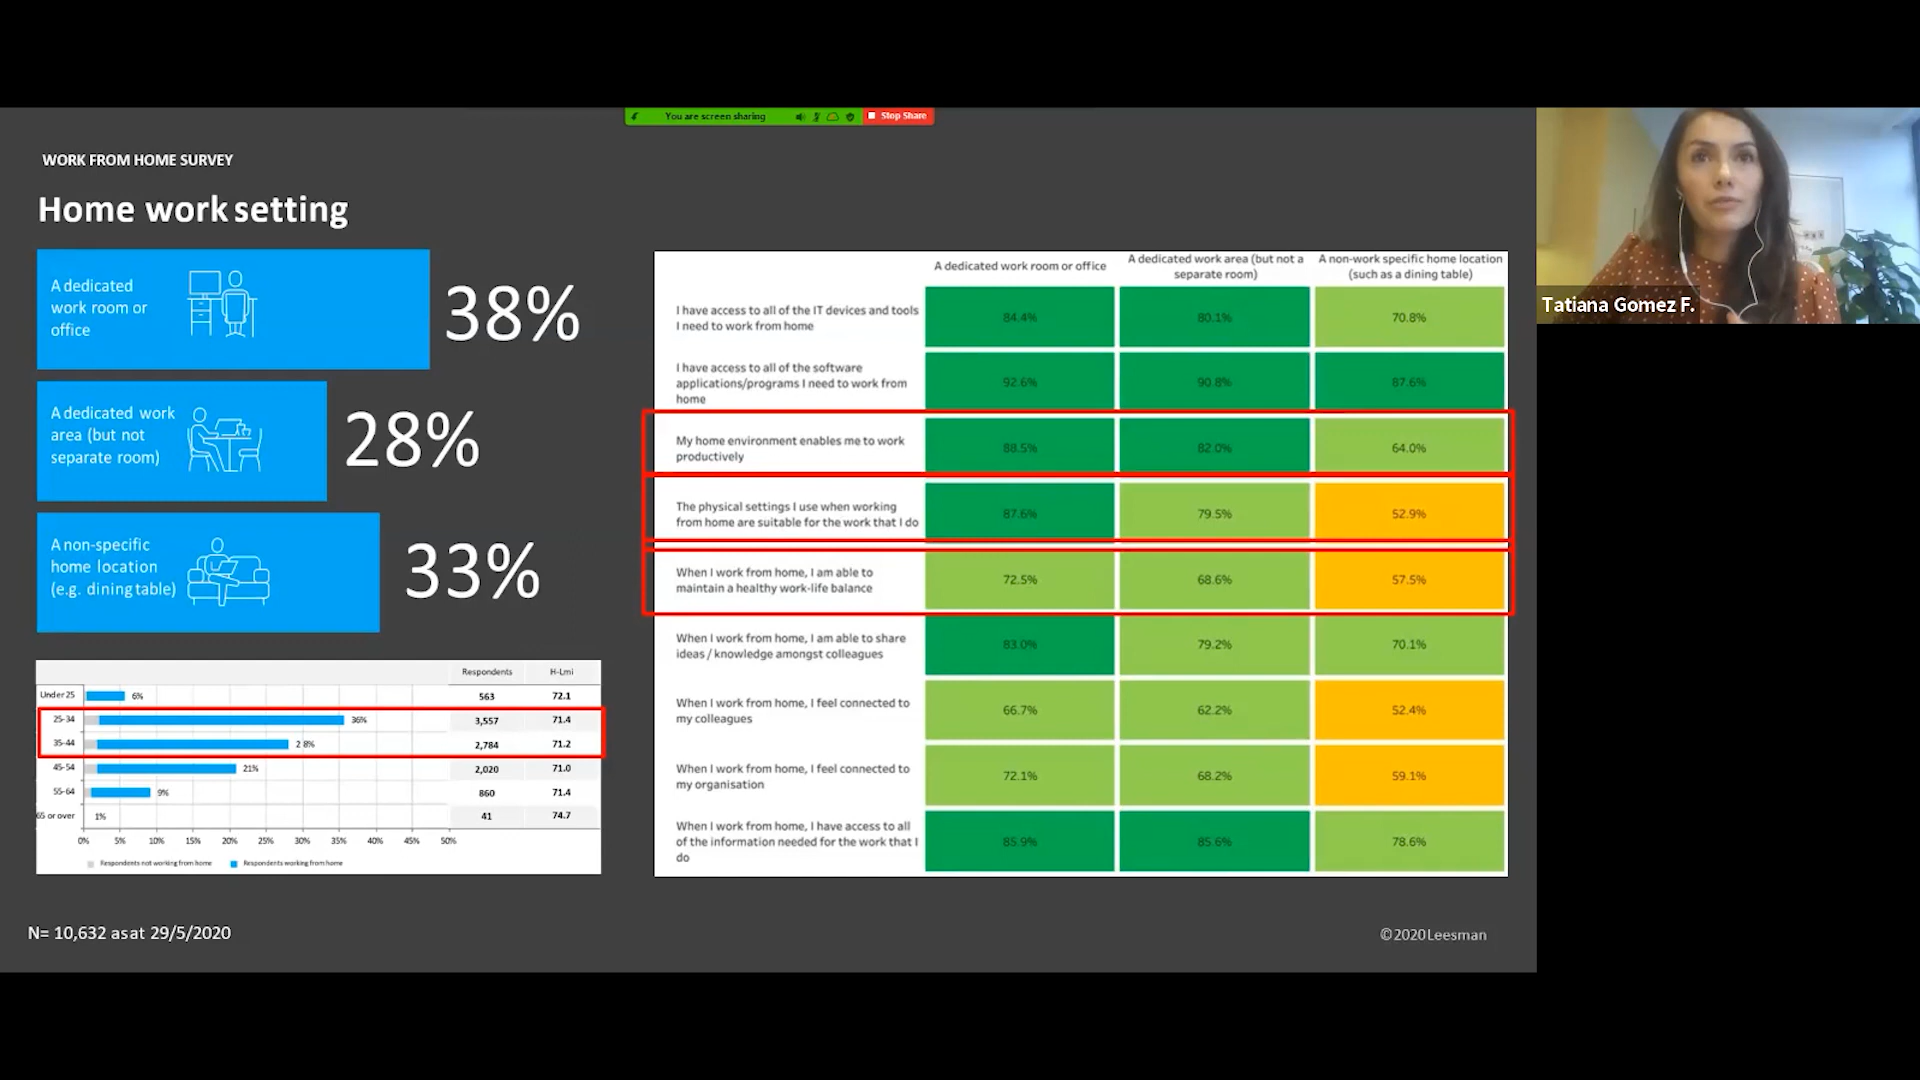 You are screen sharing
Stop Share
WORK FROM HOME SURVEY
Home work setting
A dedicated
work room or
office
38%
A dedicated work
area (but not
separate room)
28%
A non-specific
home location
(e.g. dining table)
33%
Respondents H-Lmi
Under 25 6% 563 72.1
25-34 36% 3,557 71.4
35-44 28% 2,784 71.2
45-54 21% 2,020 71.0
55-64 9% 860 71.4
65 or over 1% 41 74.7
0% 5% 10% 15% 20% 25% 30% 35% 40% 45% 50%
Respondents not working from home Respondents working from home
N= 10,632 as at 29/5/2020
A dedicated work room or office
A dedicated work area (but not a
separate room)
A non-work specific home location
(such as a dining table)
I have access to all of the IT devices and tools
I need to work from home
84.4% 80.1% 70.8%
I have access to all of the software
applications/programs I need to work from
home
92.6% 90.8% 87.6%
My home environment enables me to work
productively
88.5% 82.0% 64.0%
The physical settings I use when working
from home are suitable for the work that I do
87.6% 79.5% 52.9%
When I work from home, I am able to
maintain a healthy work-life balance
72.5% 68.6% 57.5%
When I work from home, I am able to share
ideas / knowledge amongst colleagues
83.0% 79.2% 70.1%
When I work from home, I feel connected to
my colleagues
66.7% 62.2% 52.4%
When I work from home, I feel connected to
my organisation
72.1% 68.2% 59.1%
When I work from home, I have access to all
of the information needed for the work that I
do
85.9% 85.6% 78.6%
©2020 Leesman
Tatiana Gomez F.